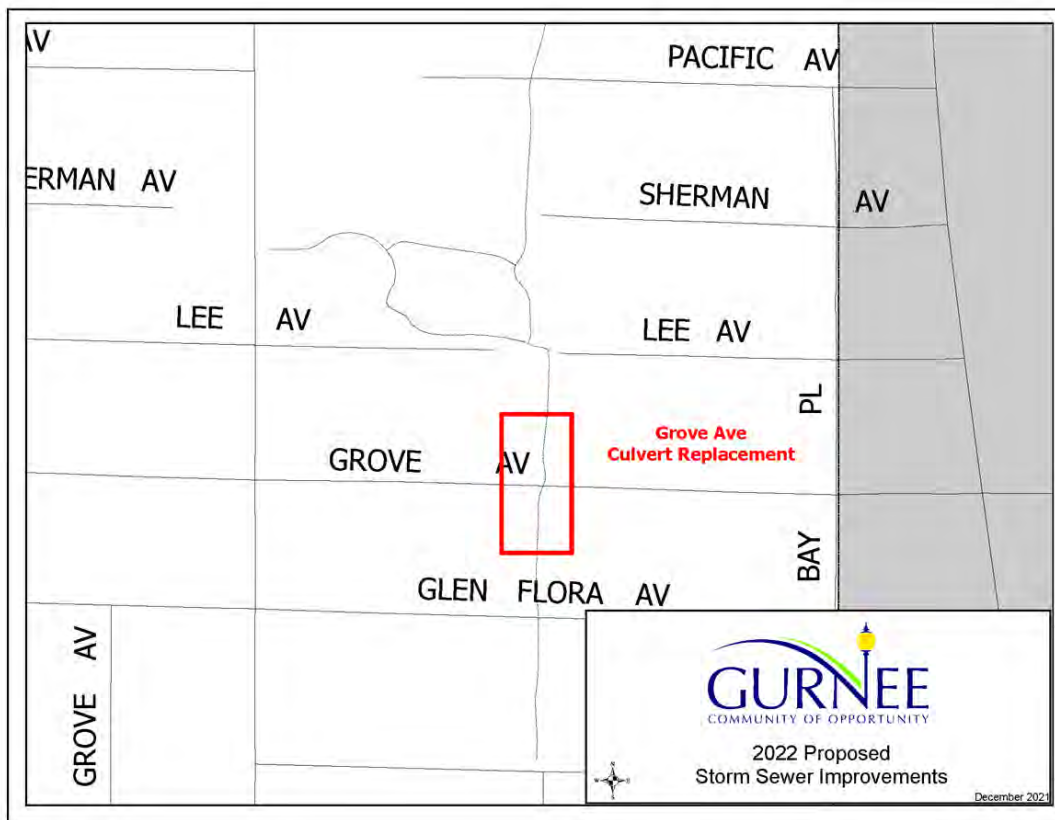 AV
PACIFIC AV
ERMAN AV
SHERMAN AV
LEE AV
LEE AV
BAY PL
Grove Ave
Culvert Replacement
GROVE AV
GLEN FLORA AV
GROVE AV
GURNEE
COMMUNITY OF OPPORTUNITY
2022 Proposed
Storm Sewer Improvements
December 2021